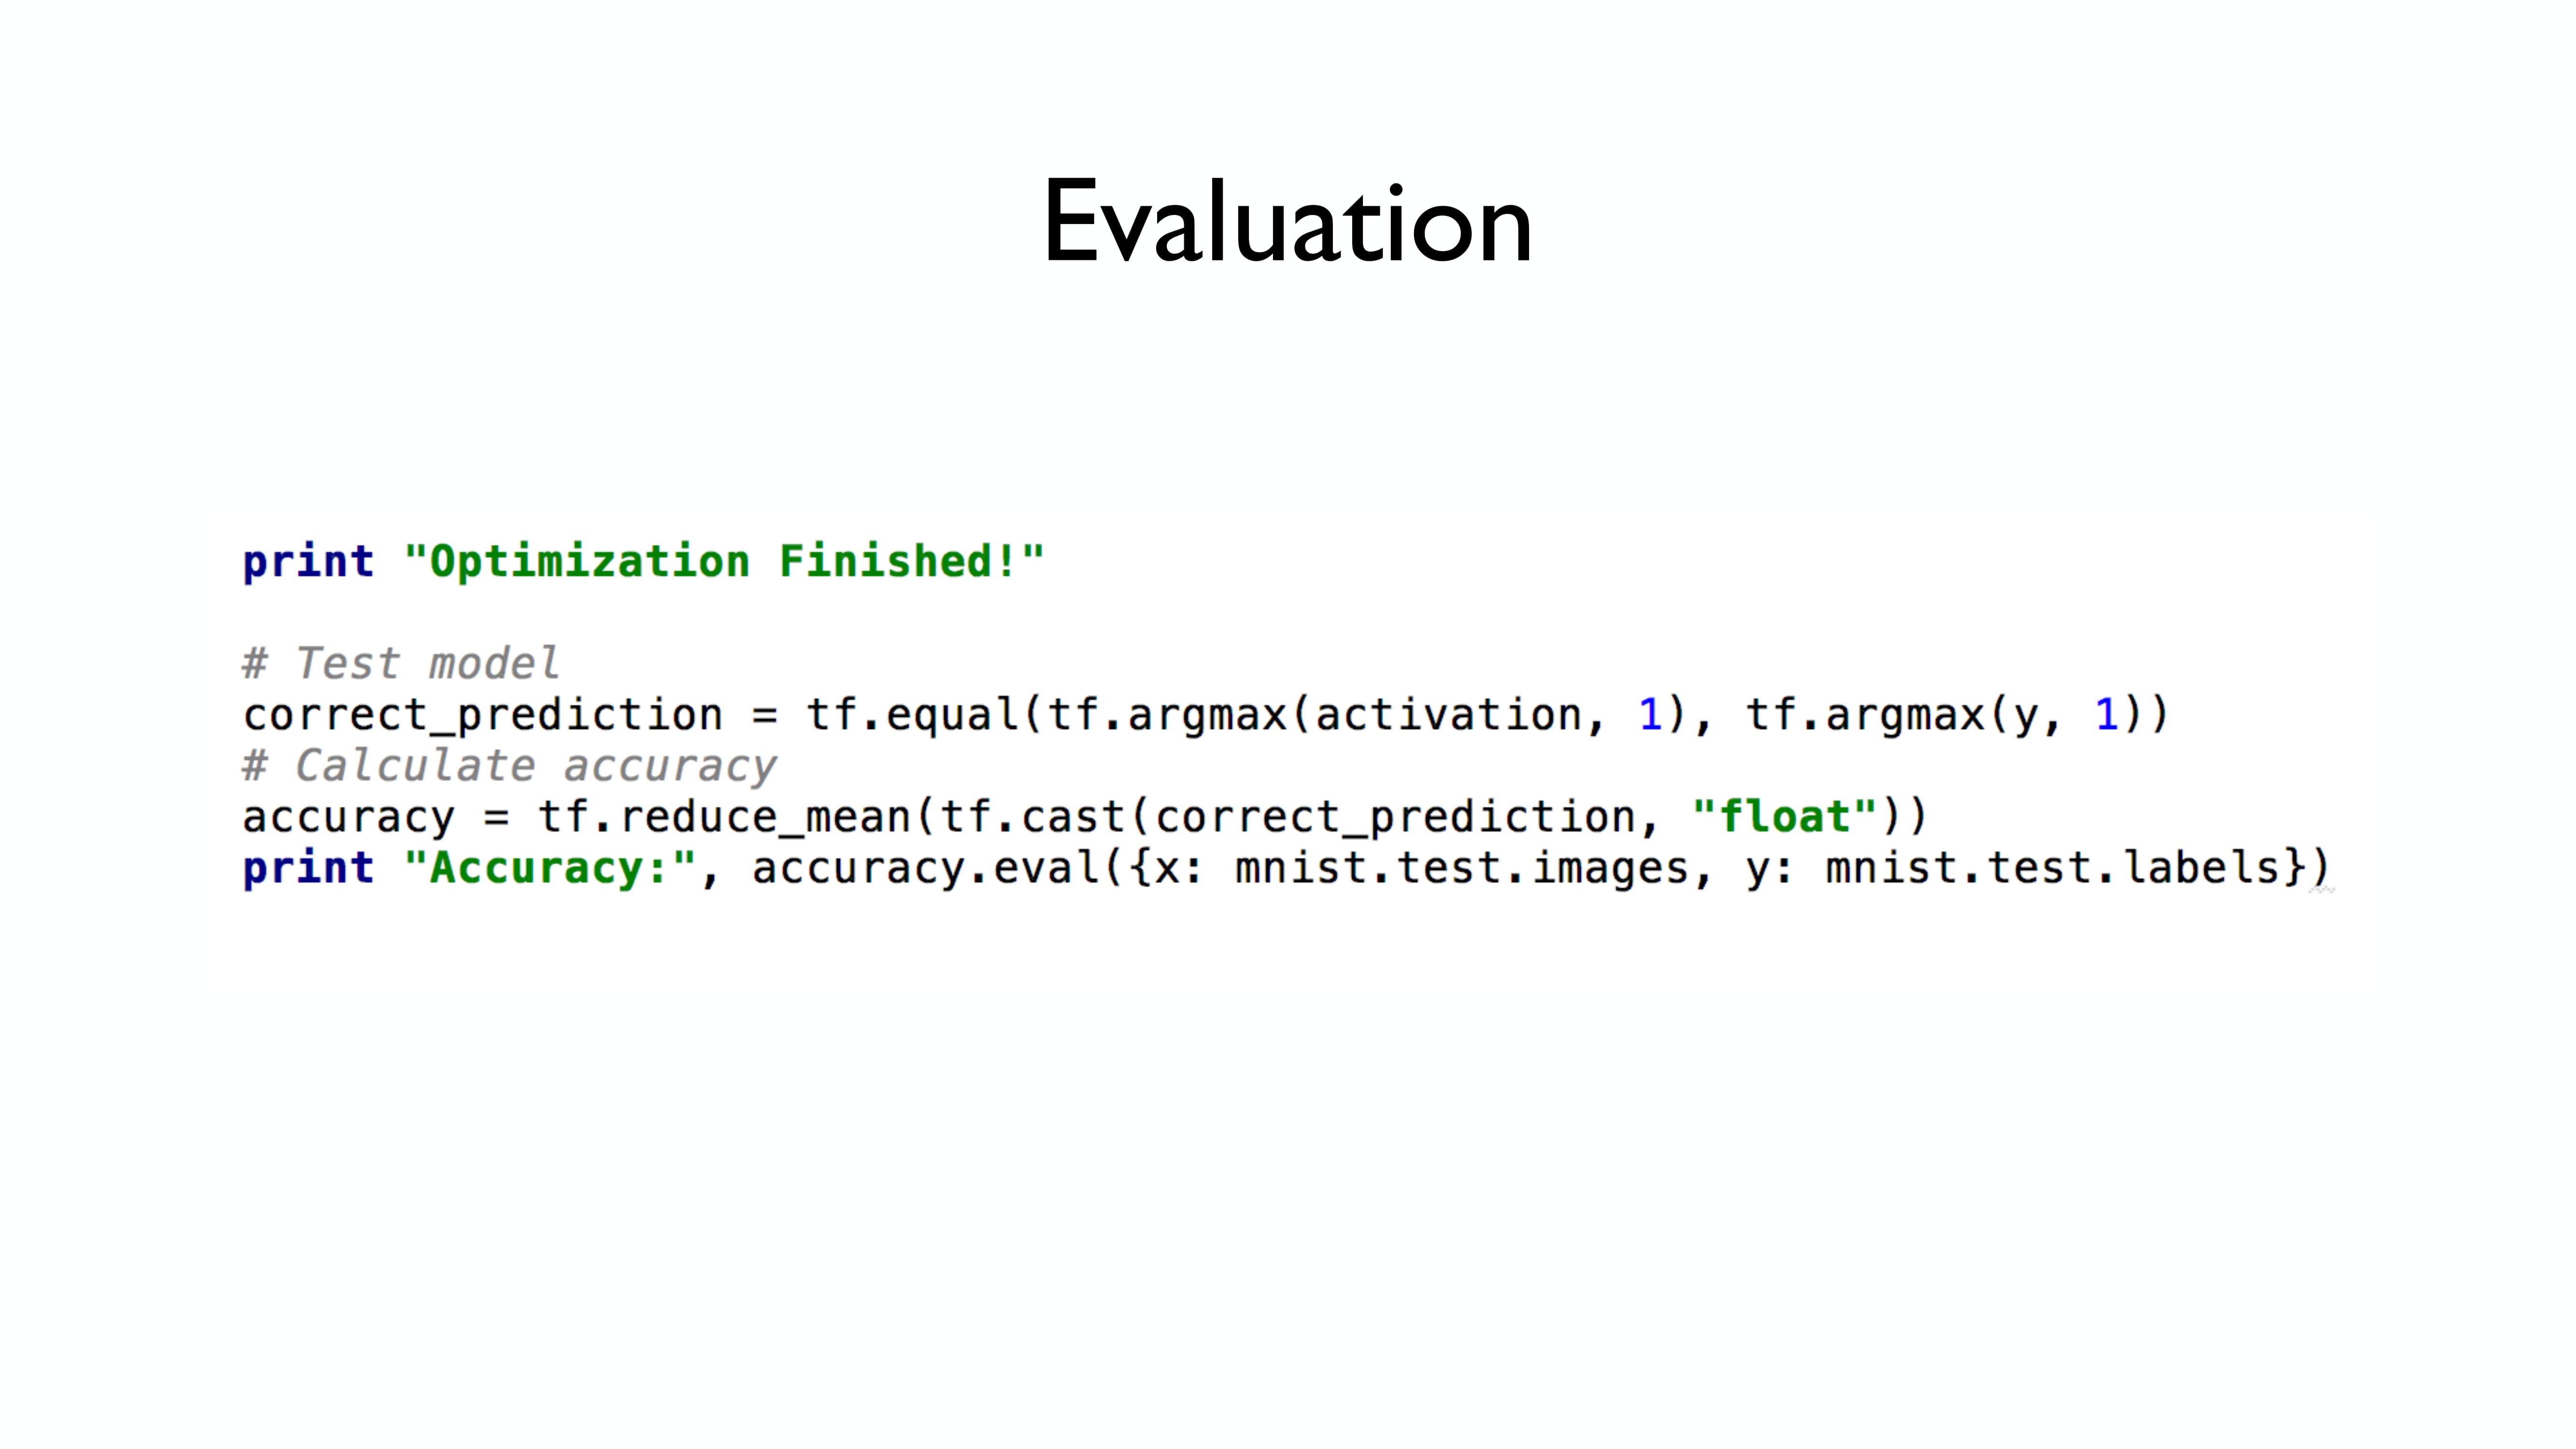 Evaluation
print "Optimization Finished!"
# Test model
correct_prediction = tf.equal(tf.argmax(activation, 1), tf.argmax(y, 1))
# Calculate accuracy
accuracy = tf.reduce_mean(tf.cast(correct_prediction, "float"))
print "Accuracy:", accuracy.eval({x: mnist.test.images, y: mnist.test.labels})